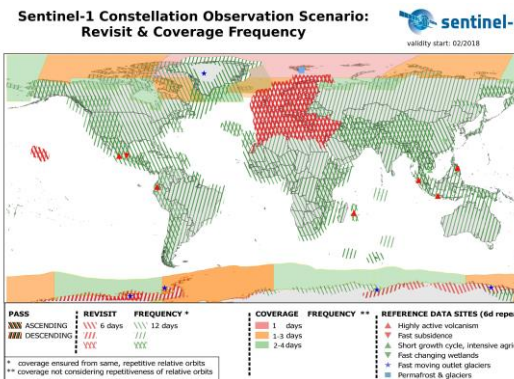 Sentinel-1 Constellation Observation Scenario:
Revisit & Coverage Frequency
sentinel-
validity start: 02/2018
PASS
ASCENDING
DESCENDING
REVISIT FREQUENCY *
6 days 12 days
COVERAGE FREQUENCY **
1 days
1-3 days
2-4days
REFERENCE DATA SITES (6d repe
Highly active volcanism
Fast subsidence
Short growth cycle, intensive agri
Fast changing wetlands
Fast moving outlet glaciers
Permafrost & glaciers
* coverage ensured from same, repetitive relative orbits
** coverage not considering repetitiveness of relative orbits